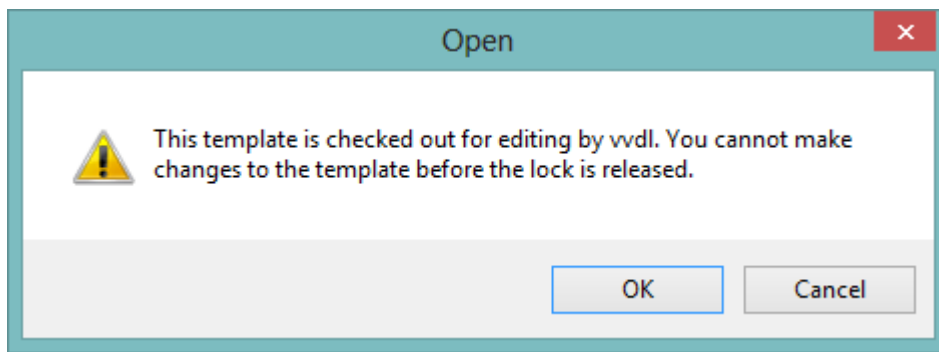 Open
This template is checked out for editing by vvdl. You cannot make
changes to the template before the lock is released.
OK
Cancel